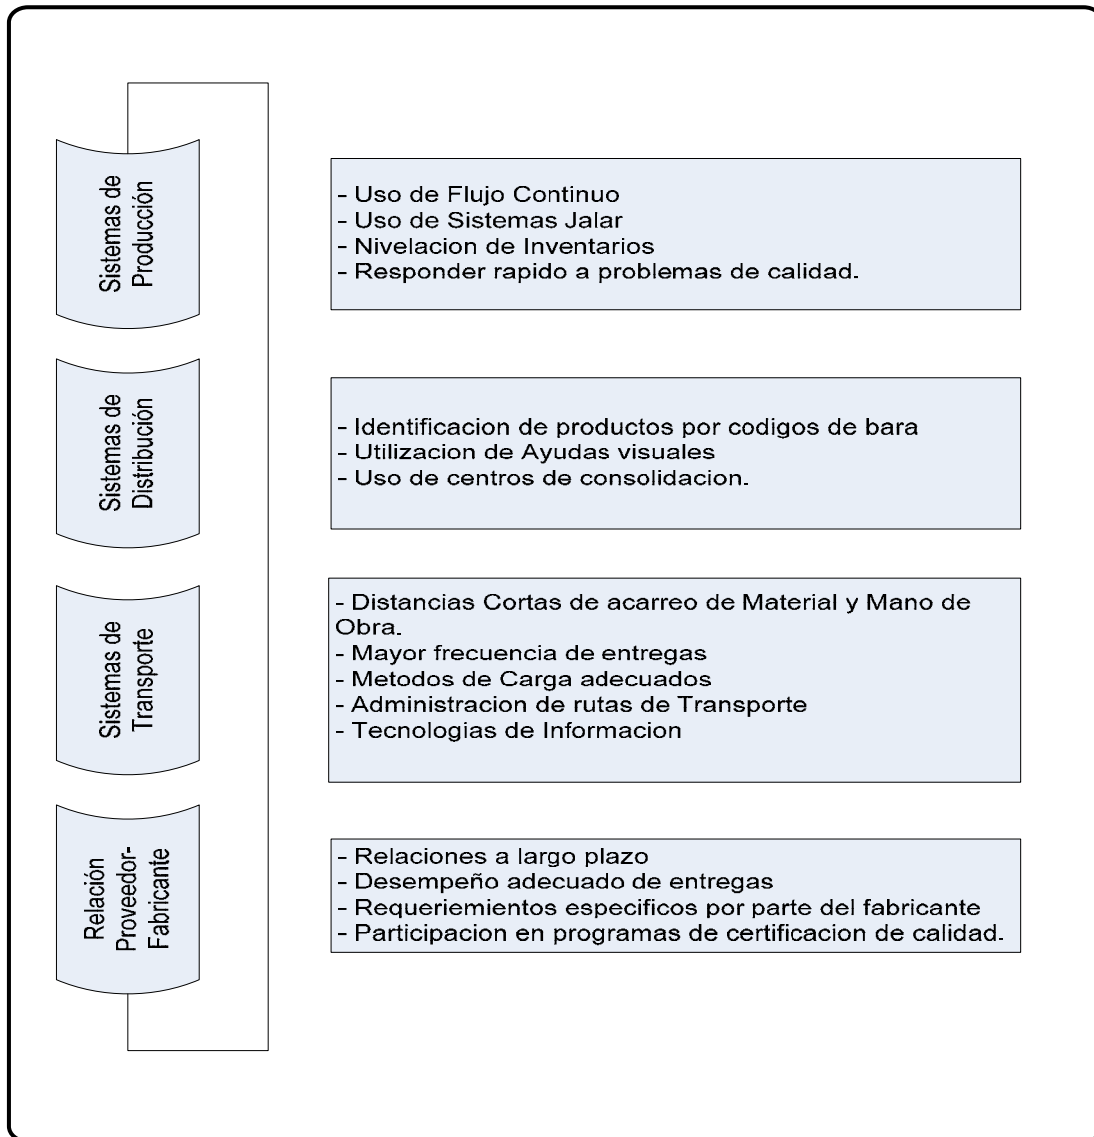 Sistemas de
Producción
- Uso de Flujo Continuo
- Uso de Sistemas Jalar
- Nivelacion de Inventarios
- Responder rapido a problemas de calidad.
Sistemas de
Distribución
- Identificacion de productos por codigos de bara
- Utilizacion de Ayudas visuales
- Uso de centros de consolidacion.
Sistemas de
Transporte
- Distancias Cortas de acarreo de Material y Mano de
Obra.
- Mayor frecuencia de entregas
- Metodos de Carga adecuados
- Administracion de rutas de Transporte
- Tecnologias de Informacion
Relación
Proveedor-
Fabricante
- Relaciones a largo plazo
- Desempeño adecuado de entregas
- Requeriemientos especificos por parte del fabricante
- Participacion en programas de certificacion de calidad.